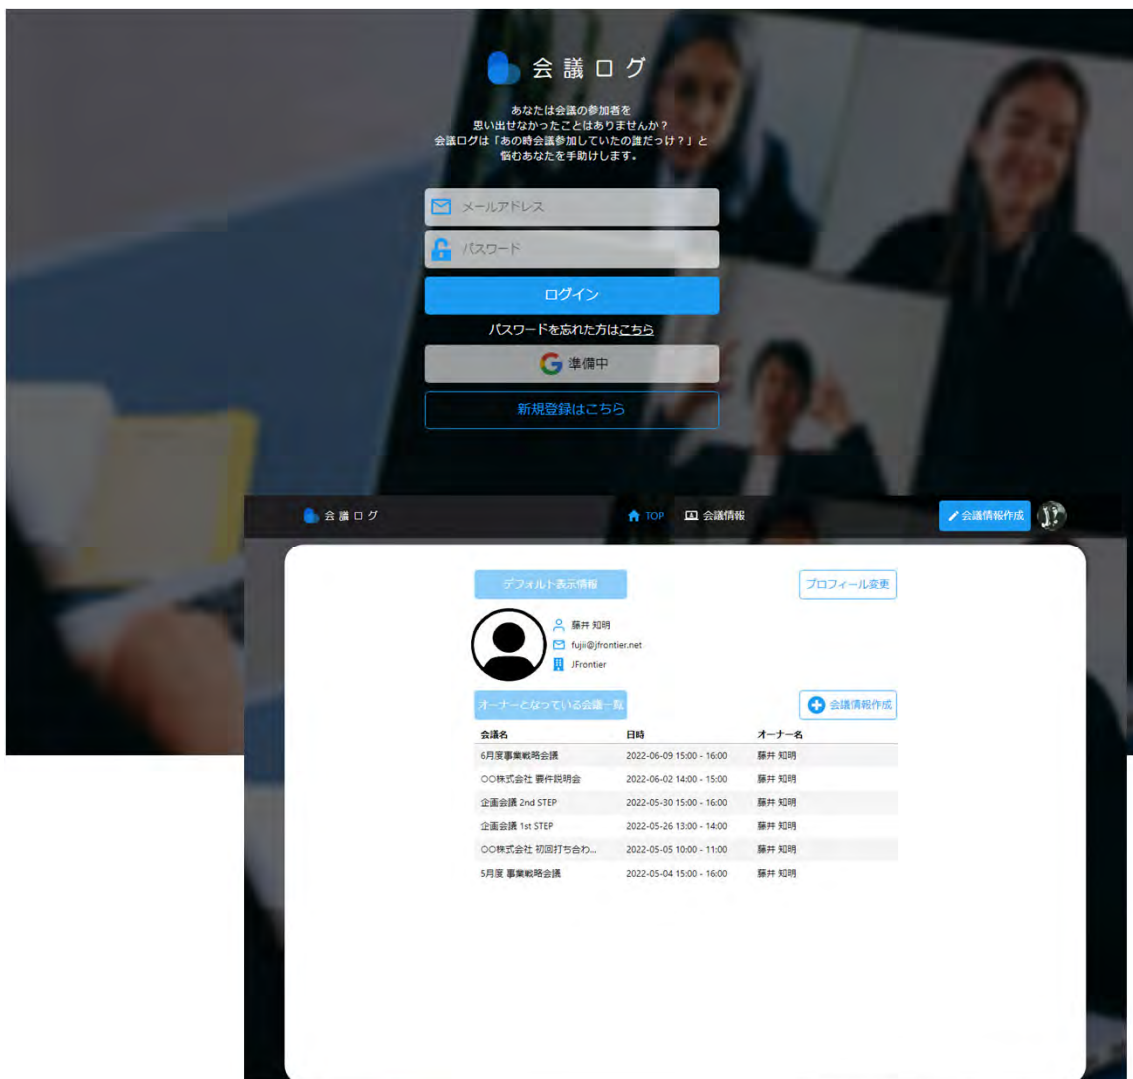 会議ログ
あなたは会議の参加者を
思い出せなかったことはありませんか？
会議ログは「あの時会議参加していたの誰だっけ？」と
悩むあなたを手助けします。
メールアドレス
パスワード
ログイン
パスワードを忘れた方はこちら
準備中
新規登録はこちら
会議ログ TOP 会議情報 会議情報作成
デフォルト表示情報 プロフィール変更
藤井 知明
fujii@jfrontier.net
JFrontier
オーナーとなっている会議一覧 会議情報作成
会議名 日時 オーナー名
6月度事業戦略会議 2022-06-09 15:00 - 16:00 藤井 知明
〇〇株式会社 要件説明会 2022-06-02 14:00 - 15:00 藤井 知明
企画会議 2nd STEP 2022-05-30 15:00 - 16:00 藤井 知明
企画会議 1st STEP 2022-05-26 13:00 - 14:00 藤井 知明
〇〇株式会社 初回打ち合わ... 2022-05-05 10:00 - 11:00 藤井 知明
5月度 事業戦略会議 2022-05-04 15:00 - 16:00 藤井 知明